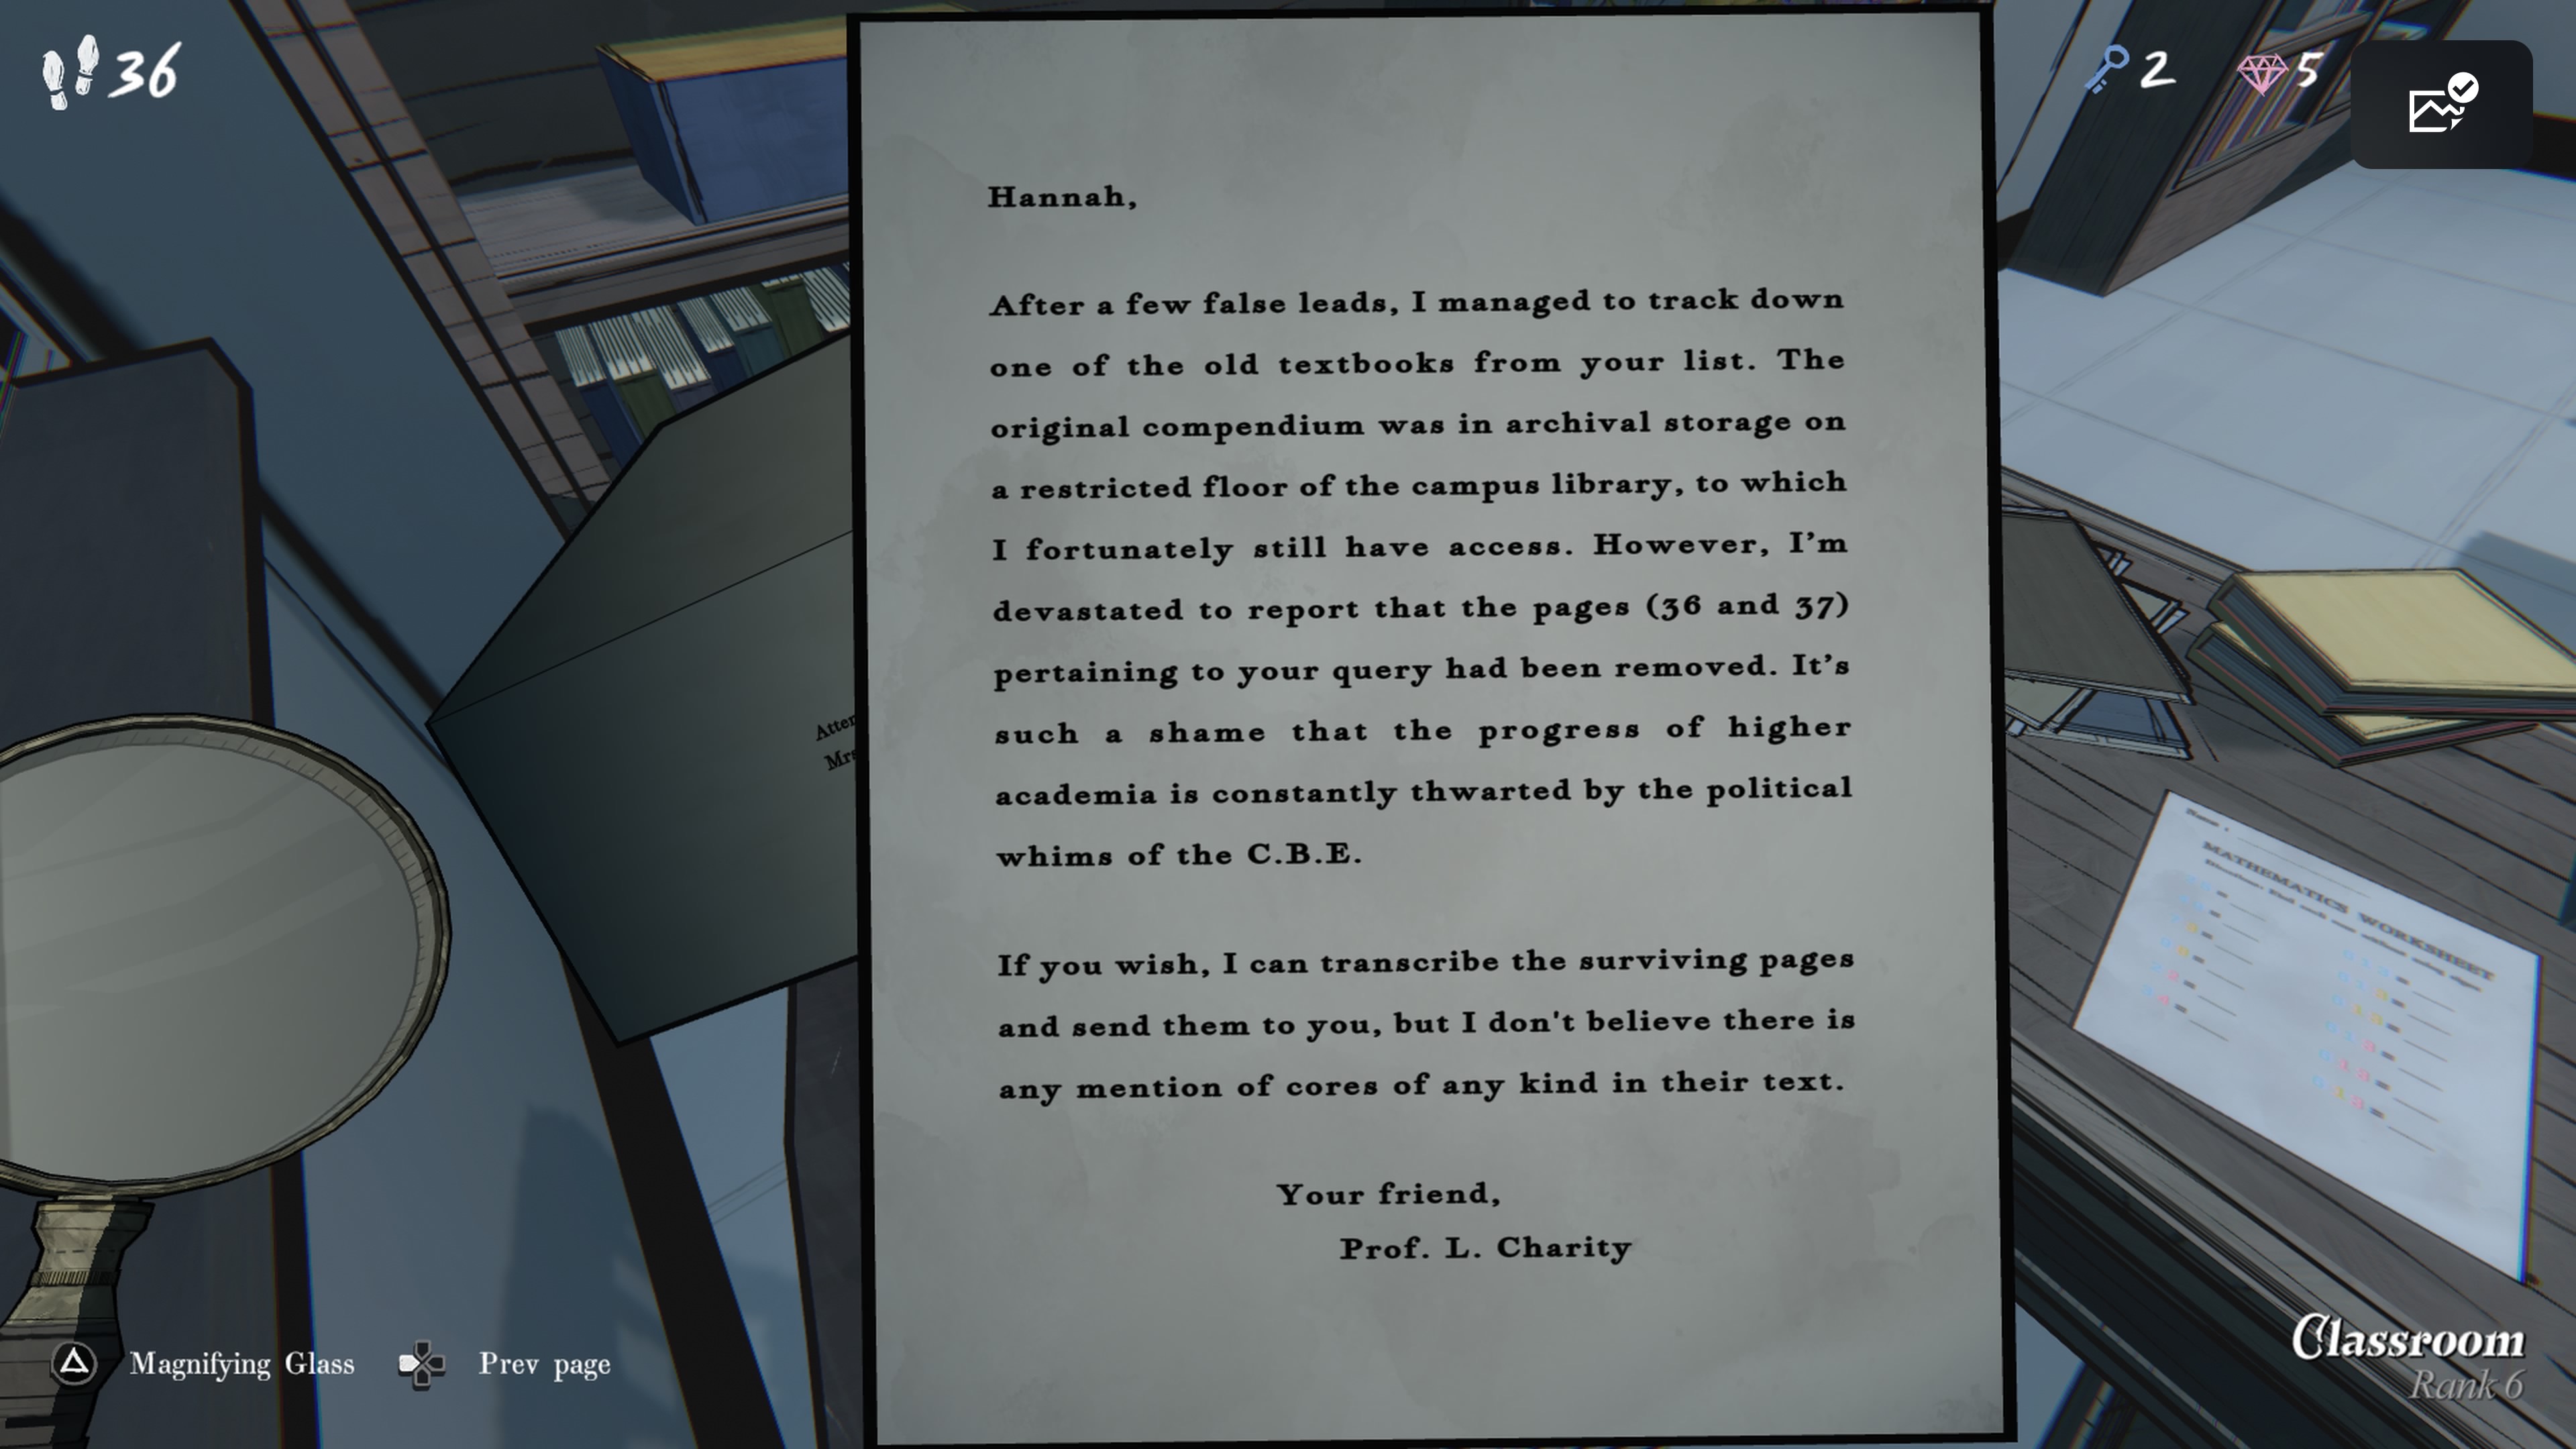 36
2
5
Hannah,
After a few false leads, I managed to track down
one of the old textbooks from your list. The
original compendium was in archival storage on
a restricted floor of the campus library, to which
I fortunately still have access. However, I'm
devastated to report that the pages (36 and 37)
pertaining to your query had been removed. It's
such a shame that the progress of higher
academia is constantly thwarted by the political
whims of the C.B.E.
If you wish, I can transcribe the surviving pages
and send them to you, but I don't believe there is
any mention of cores of any kind in their text.
Your friend,
Prof. L. Charity
Name :
MATHEMATICS WORKSHEET
Magnifying Glass
Prev page
Classroom
Rank 6